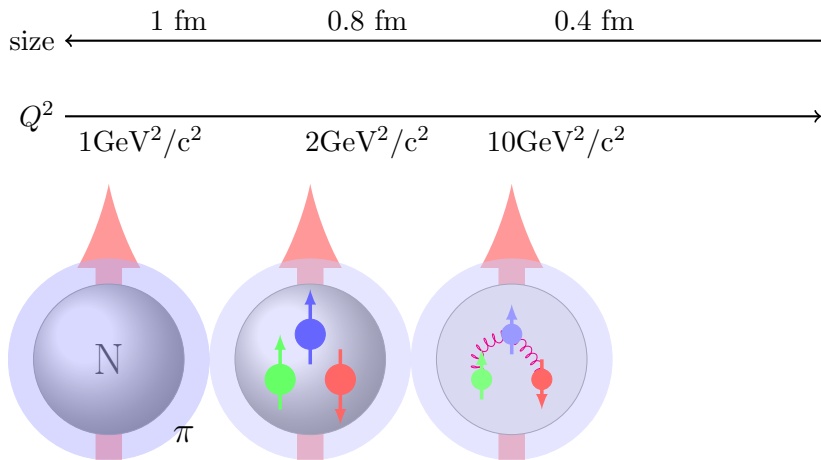 1 fm 0.8 fm 0.4 fm
size
Q²
1GeV²/c² 2GeV²/c² 10GeV²/c²
N
π